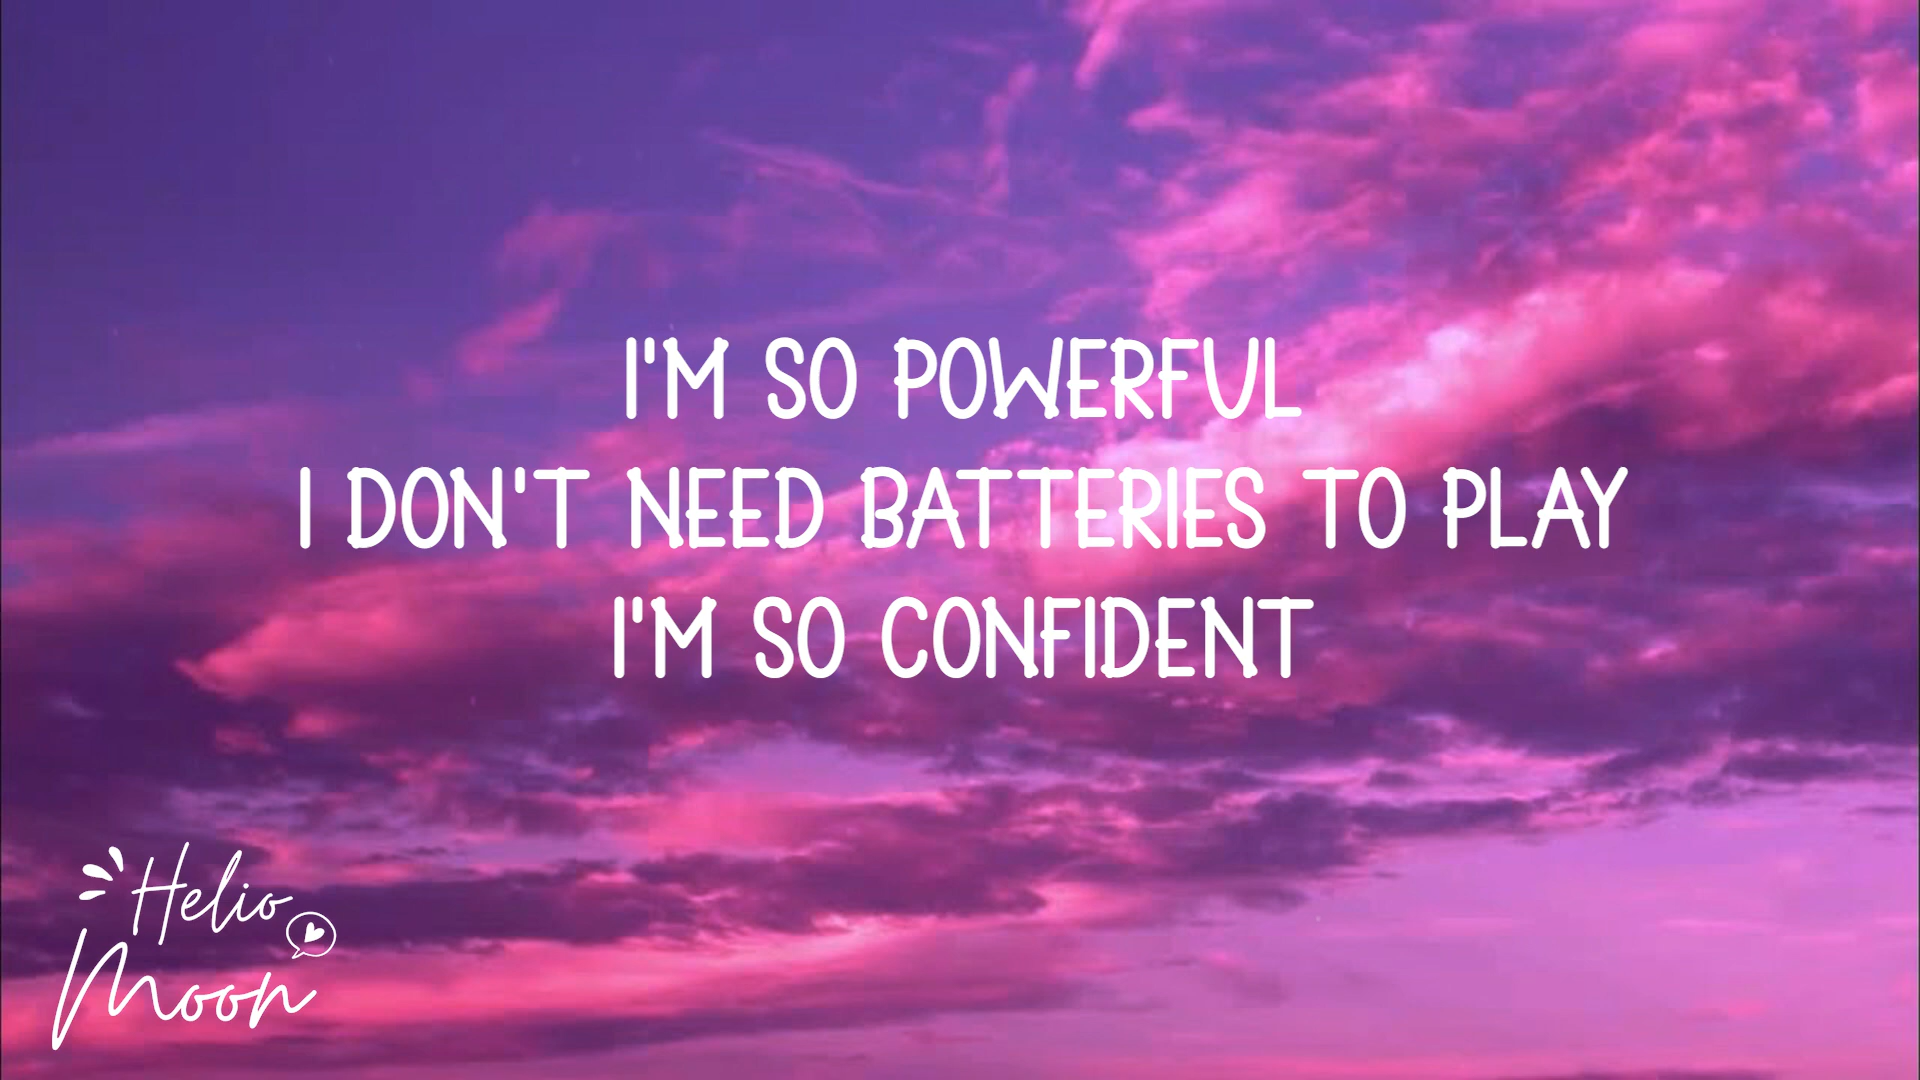 I'M SO POWERFUL
I DON'T NEED BATTERIES TO PLAY
I'M SO CONFIDENT
Helio
Moon